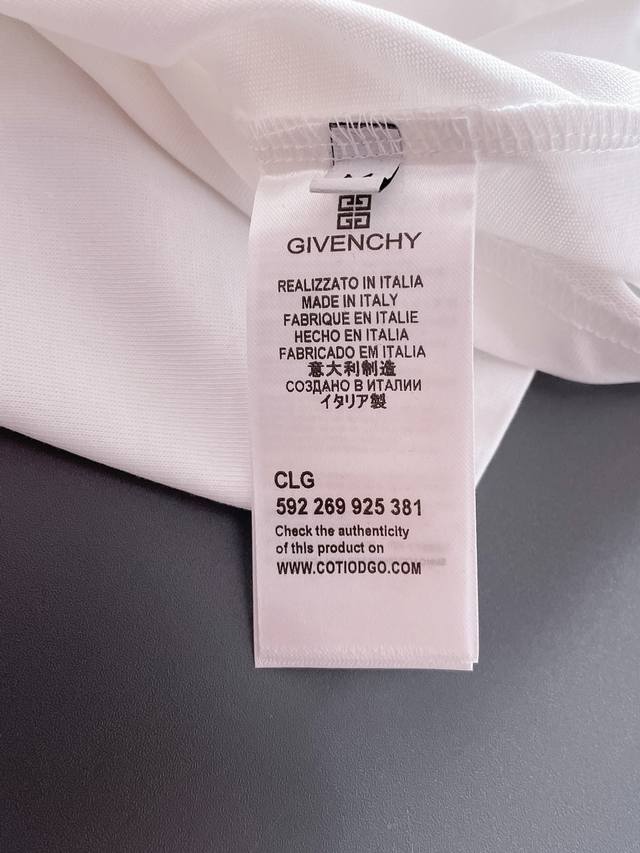 GIVENCHY
REALIZZATO IN ITALIA
MADE IN ITALY
FABRIQUE EN ITALIE
HECHO EN ITALIA
FABRICADO EM ITALIA
意大利制造
СОЗДАНО В ИТАЛИИ
イタリア製
CLG
592 269 925 381
Check the authenticity
of this product on
WWW.COTIODGO.COM